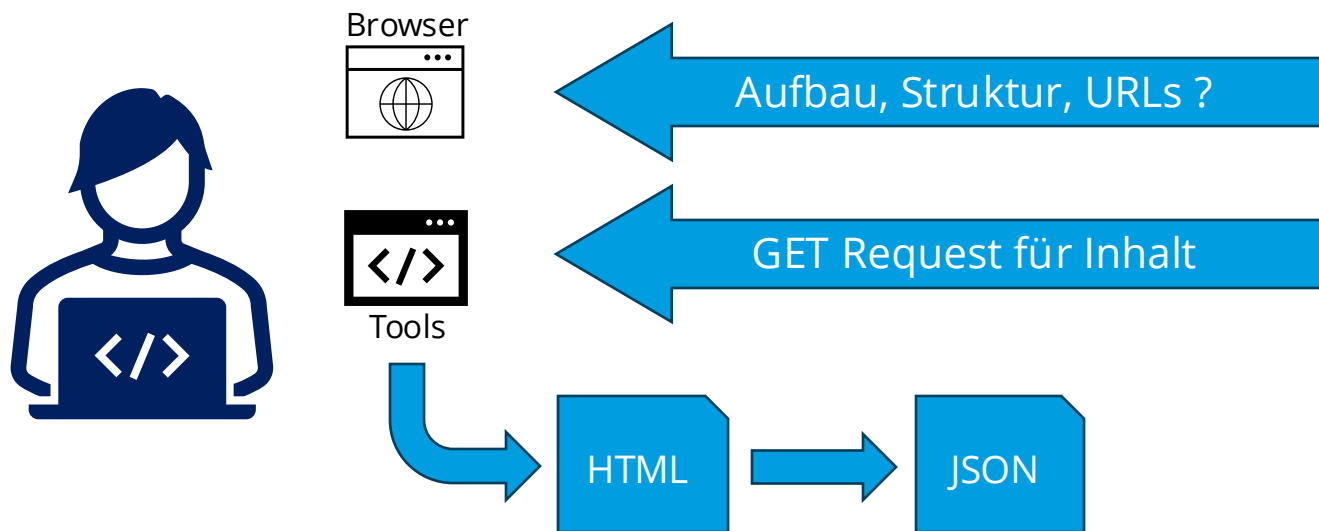 Browser
Aufbau, Struktur, URLs ?
</>
GET Request für Inhalt
Tools
</>
HTML
JSON